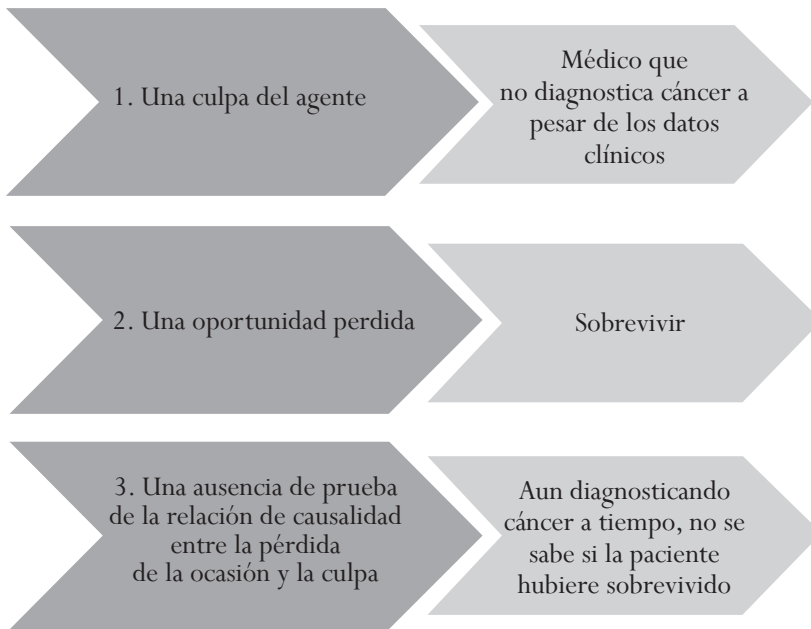 1. Una culpa del agente
Médico que
no diagnostica cáncer a
pesar de los datos
clínicos
2. Una oportunidad perdida
Sobrevivir
3. Una ausencia de prueba
de la relación de causalidad
entre la pérdida
de la ocasión y la culpa
Aun diagnosticando
cáncer a tiempo, no se
sabe si la paciente
hubiere sobrevivido